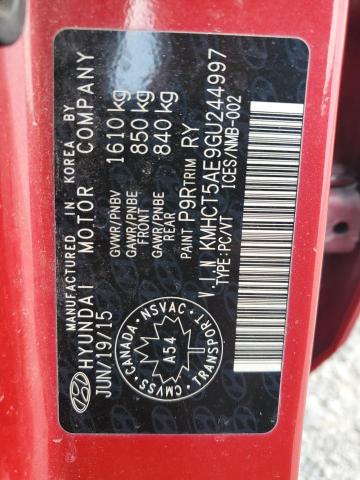 MANUFACTURED IN KOREA BY
HYUNDAI MOTOR COMPANY
JUN/19/15
GVWR/PNBV 1610 kg
GAWR/PNBE FRONT 850 kg
GAWR/PNBE REAR 840 kg
PAINT P9R TRIM RY
V.I.N KMHCT5AE9GU244997
TYPE:PC/VT ICES/NMB-002
CANADA • NSVAC • TRANSPORT • CMVSS •
A54